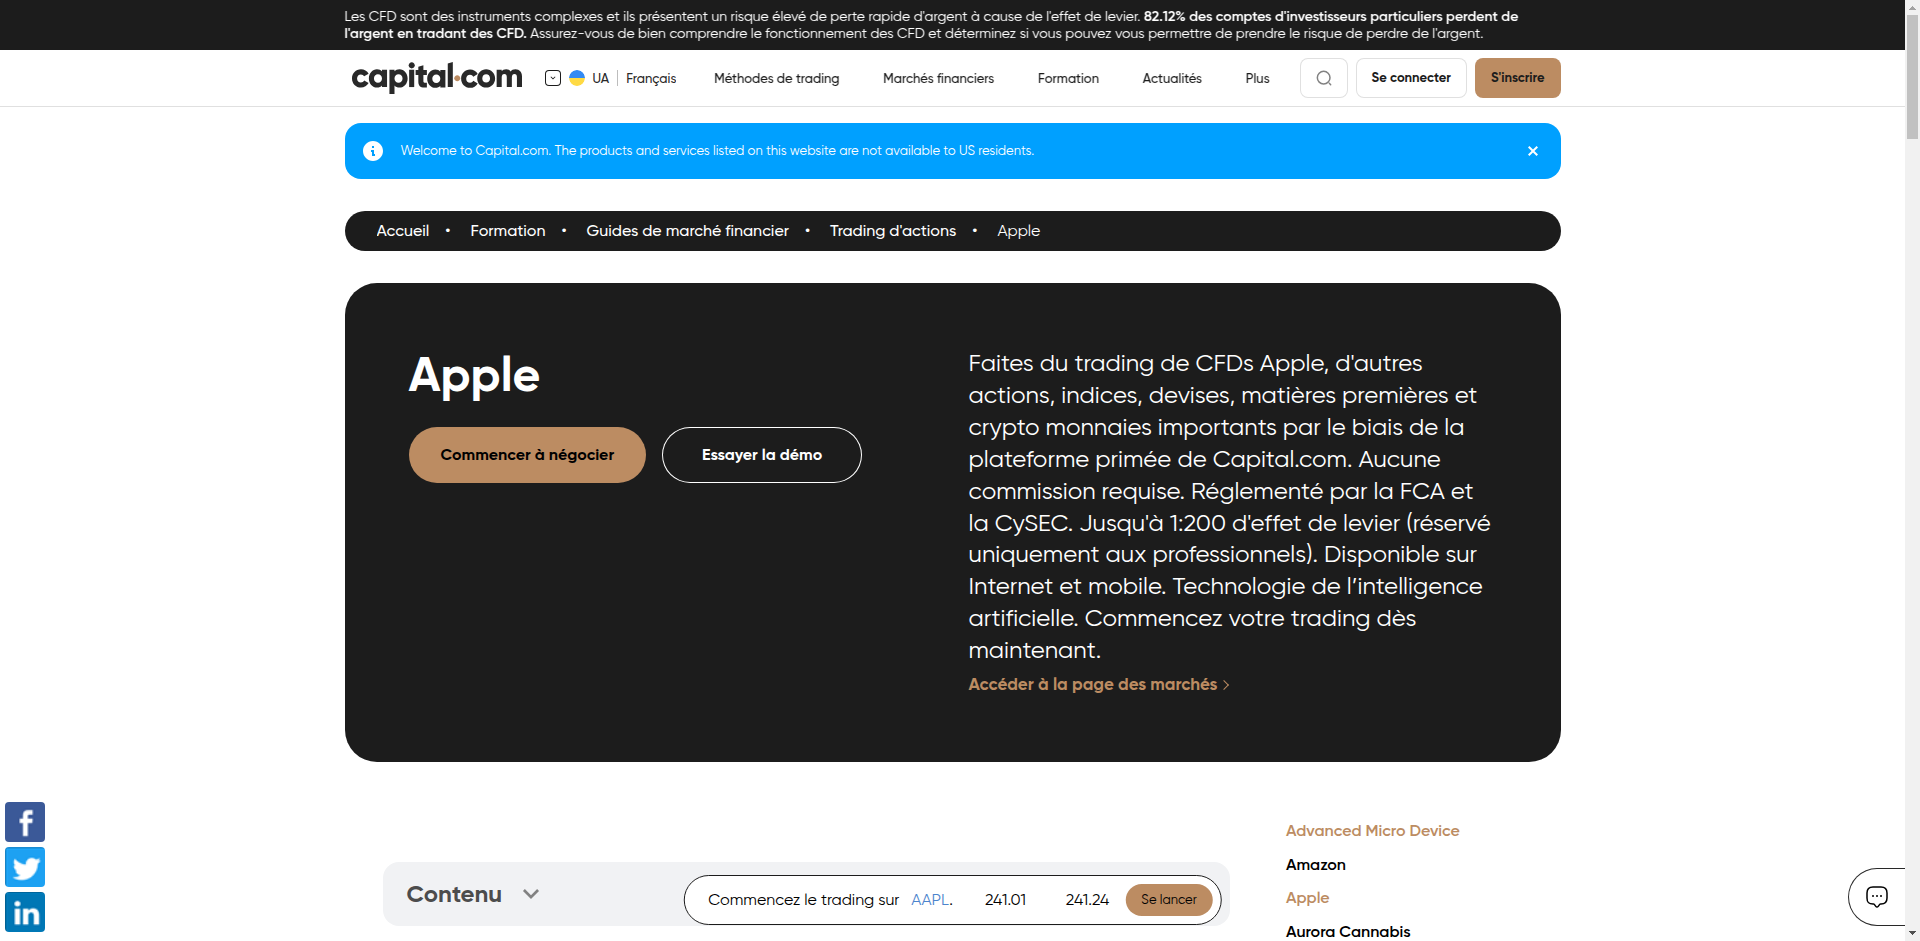 Les CFD sont des instruments complexes et ils présentent un risque élevé de perte rapide d'argent à cause de l'effet de levier. 82.12% des comptes d'investisseurs particuliers perdent de
l'argent en tradant des CFD. Assurez-vous de bien comprendre le fonctionnement des CFD et déterminez si vous pouvez vous permettre de prendre le risque de perdre de l'argent.
capital.com UA Français Méthodes de trading Marchés financiers Formation Actualités Plus Se connecter S'inscrire
Welcome to Capital.com. The products and services listed on this website are not available to US residents.
Accueil • Formation • Guides de marché financier • Trading d'actions • Apple
Apple
Commencer à négocier Essayer la démo
Faites du trading de CFDs Apple, d'autres
actions, indices, devises, matières premières et
crypto monnaies importants par le biais de la
plateforme primée de Capital.com. Aucune
commission requise. Réglementé par la FCA et
la CySEC. Jusqu'à 1:200 d'effet de levier (réservé
uniquement aux professionnels). Disponible sur
Internet et mobile. Technologie de l’intelligence
artificielle. Commencez votre trading dès
maintenant.
Accéder à la page des marchés
Contenu
Commencez le trading sur AAPL. 241.01 241.24 Se lancer
Advanced Micro Device
Amazon
Apple
Aurora Cannabis